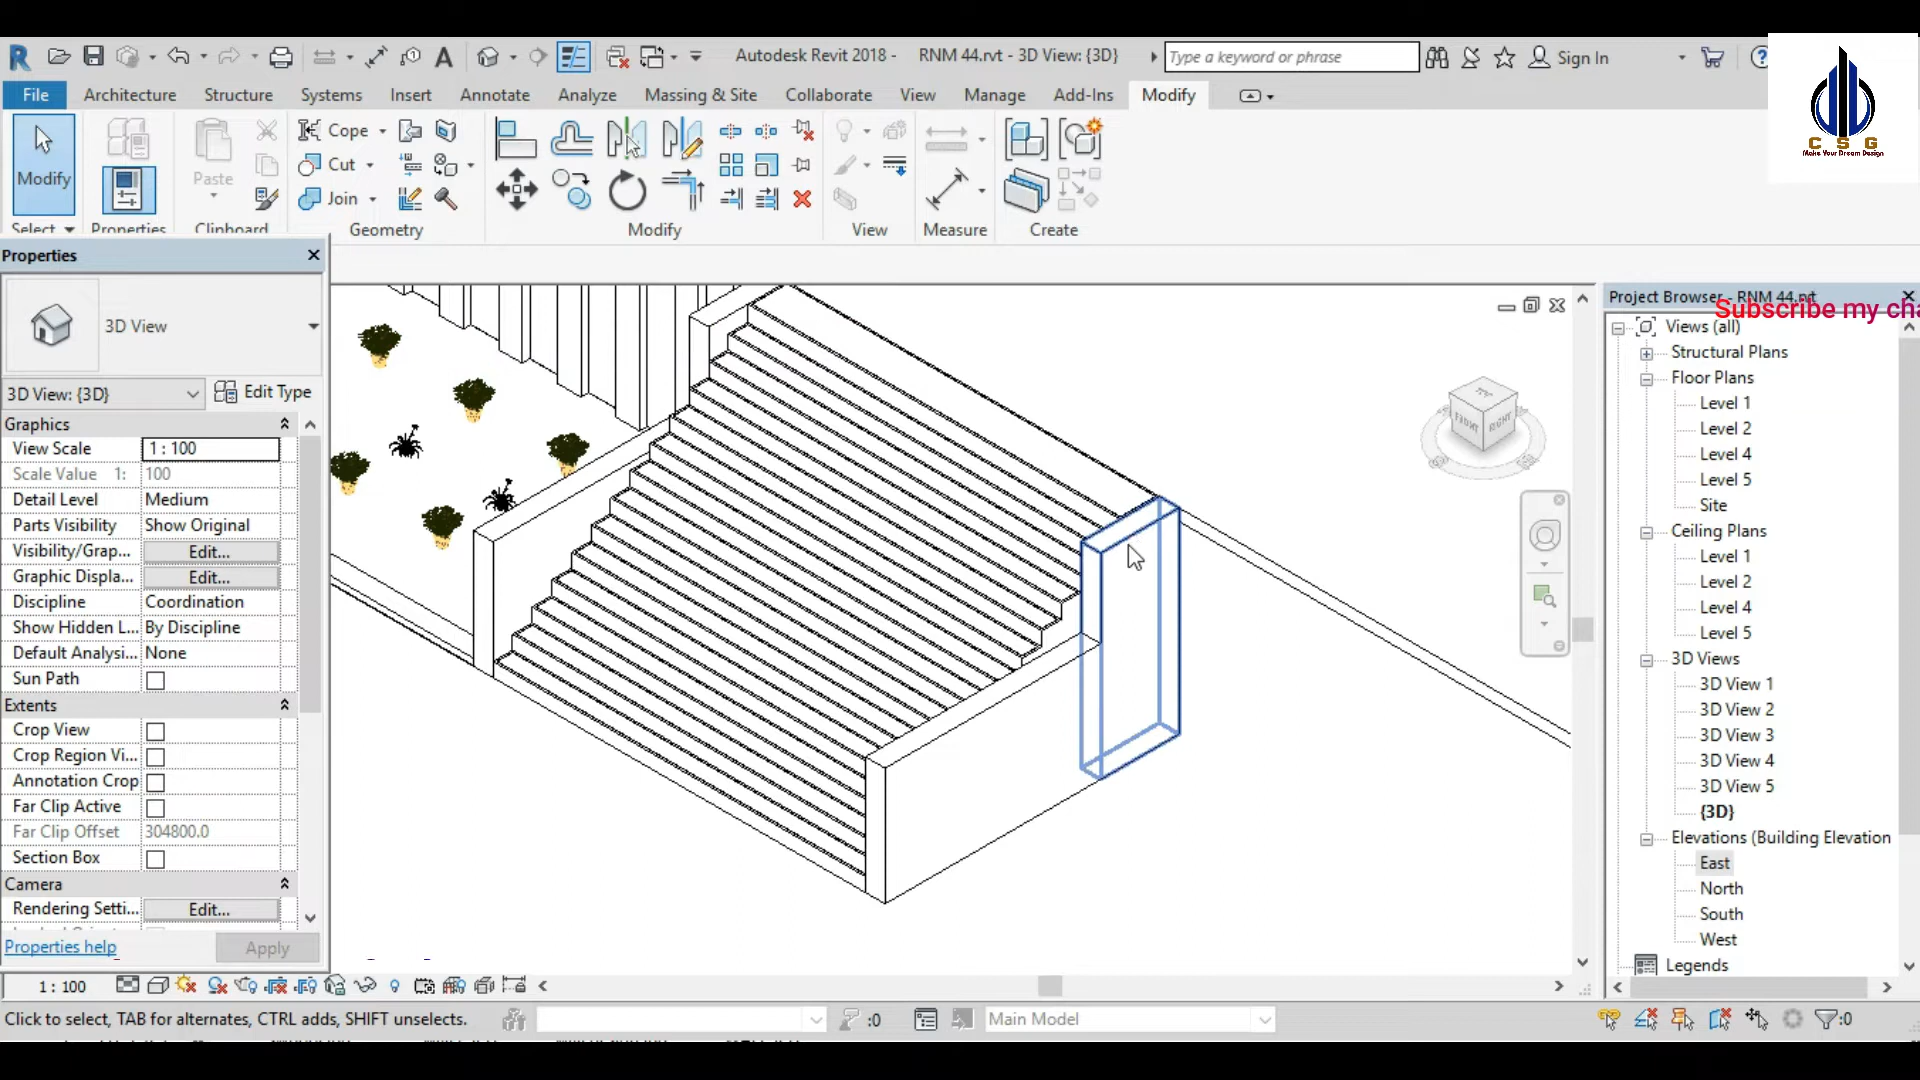 Autodesk Revit 2018 - RNM 44.rvt - 3D View: {3D}
Type a keyword or phrase
Sign In
File Architecture Structure Systems Insert Annotate Analyze Massing & Site Collaborate View Manage Add-Ins Modify
CSG
Make Your Dream Design
Modify
Paste
Cope
Cut
Join
Select Properties Clipboard Geometry Modify View Measure Create
Properties
3D View
3D View: {3D} Edit Type
Graphics
View Scale 1 : 100
Scale Value 1: 100
Detail Level Medium
Parts Visibility Show Original
Visibility/Grap... Edit...
Graphic Displa... Edit...
Discipline Coordination
Show Hidden L... By Discipline
Default Analysi... None
Sun Path
Extents
Crop View
Crop Region Vi...
Annotation Crop
Far Clip Active
Far Clip Offset 304800.0
Section Box
Camera
Rendering Setti... Edit...
Properties help Apply
FRONT RIGHT
Project Browser - RNM 44.rvt
Subscribe my cha
Views (all)
Structural Plans
Floor Plans
Level 1
Level 2
Level 4
Level 5
Site
Ceiling Plans
Level 1
Level 2
Level 4
Level 5
3D Views
3D View 1
3D View 2
3D View 3
3D View 4
3D View 5
{3D}
Elevations (Building Elevation
East
North
South
West
Legends
1 : 100
Click to select, TAB for alternates, CTRL adds, SHIFT unselects.
:0
Main Model
:0